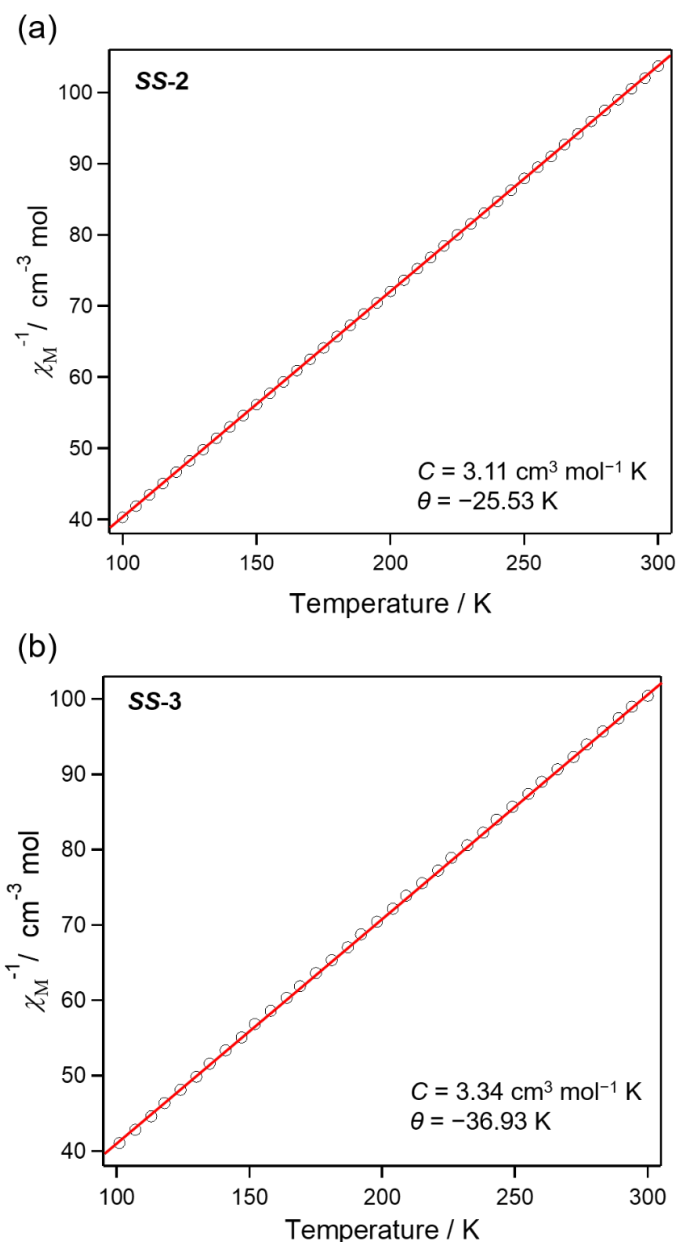 (a)
SS-2
100
90
80
70
60
50
40
χM⁻¹/ cm⁻³ mol
C = 3.11 cm³ mol⁻¹ K
θ = −25.53 K
100 150 200 250 300
Temperature / K
(b)
SS-3
100
90
80
70
60
50
40
χM⁻¹/ cm⁻³ mol
C = 3.34 cm³ mol⁻¹ K
θ = −36.93 K
100 150 200 250 300
Temperature / K